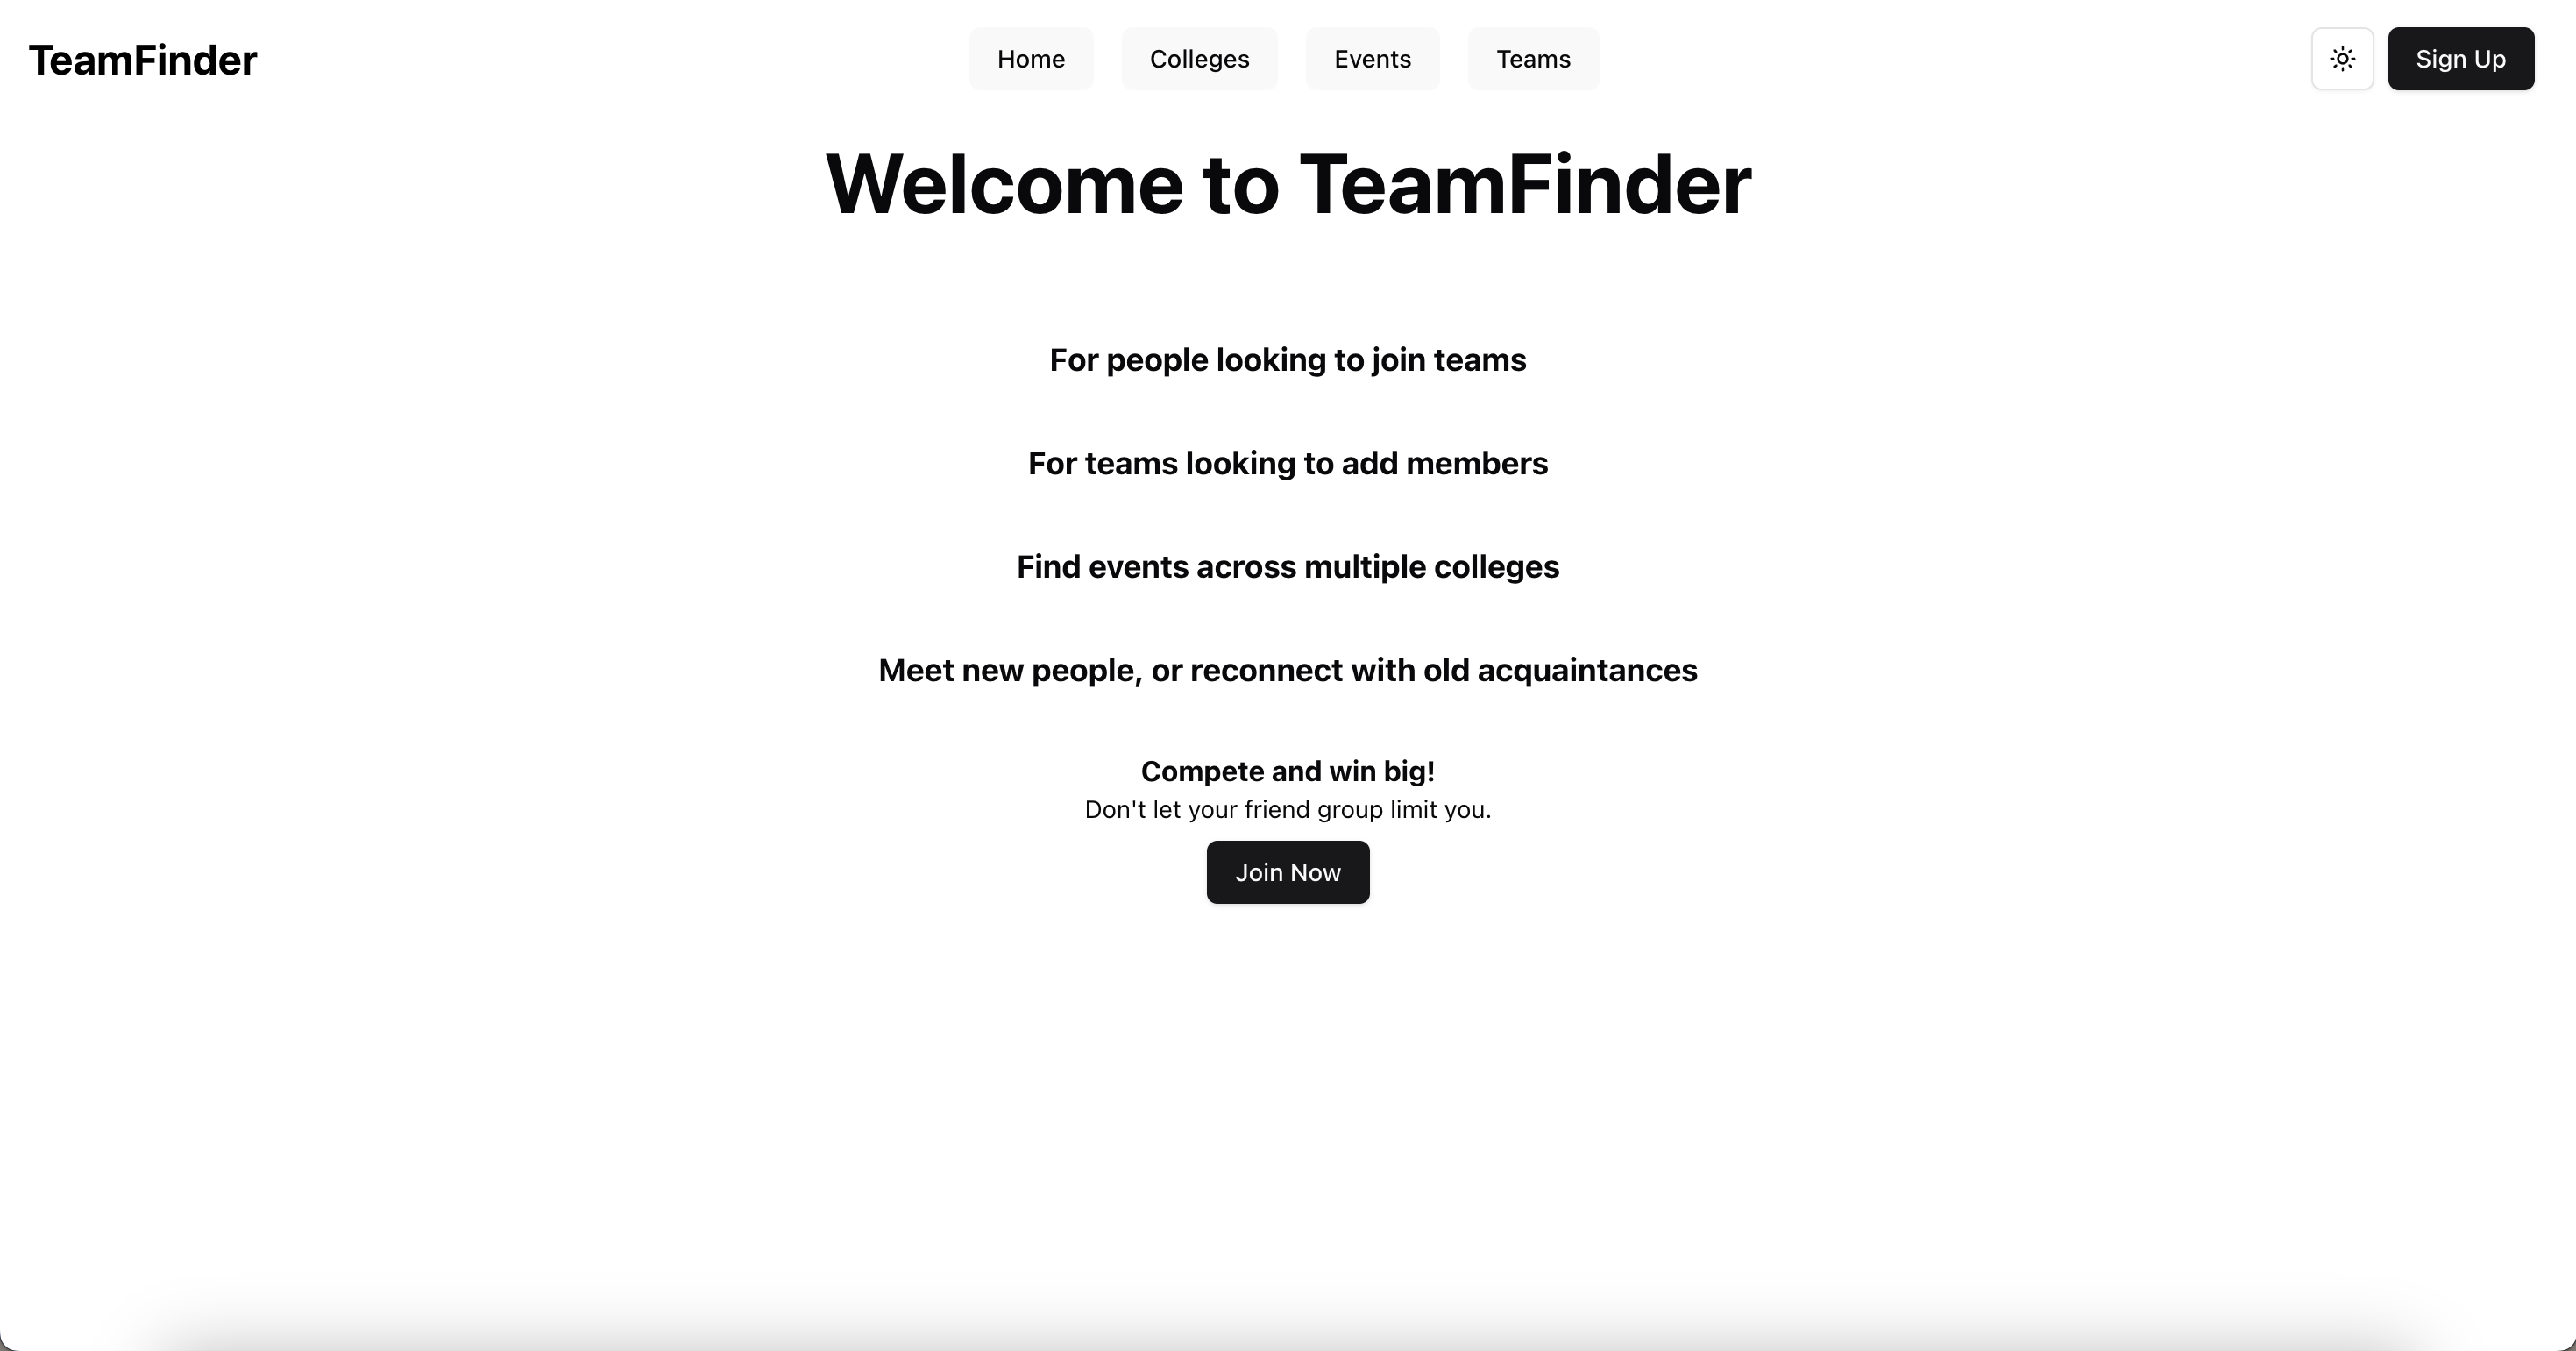 TeamFinder
Home
Colleges
Events
Teams
Sign Up
Welcome to TeamFinder
For people looking to join teams
For teams looking to add members
Find events across multiple colleges
Meet new people, or reconnect with old acquaintances
Compete and win big!
Don't let your friend group limit you.
Join Now